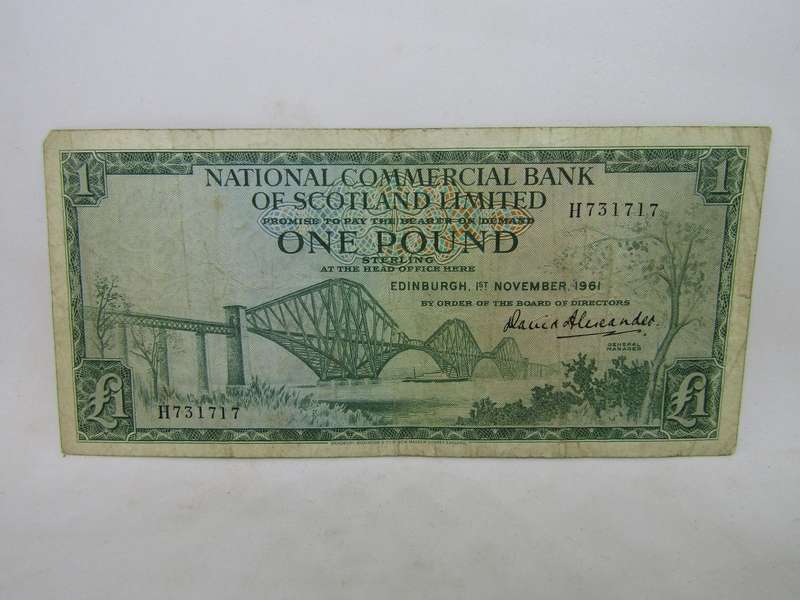 1
1
NATIONAL COMMERCIAL BANK
OF SCOTLAND LIMITED
H731717
PROMISE TO PAY THE BEARER ON DEMAND
ONE POUND
STERLING
AT THE HEAD OFFICE HERE
EDINBURGH, 1ST NOVEMBER, 1961
BY ORDER OF THE BOARD OF DIRECTORS
David Alexander.
GENERAL
MANAGER
£1
H731717
£1